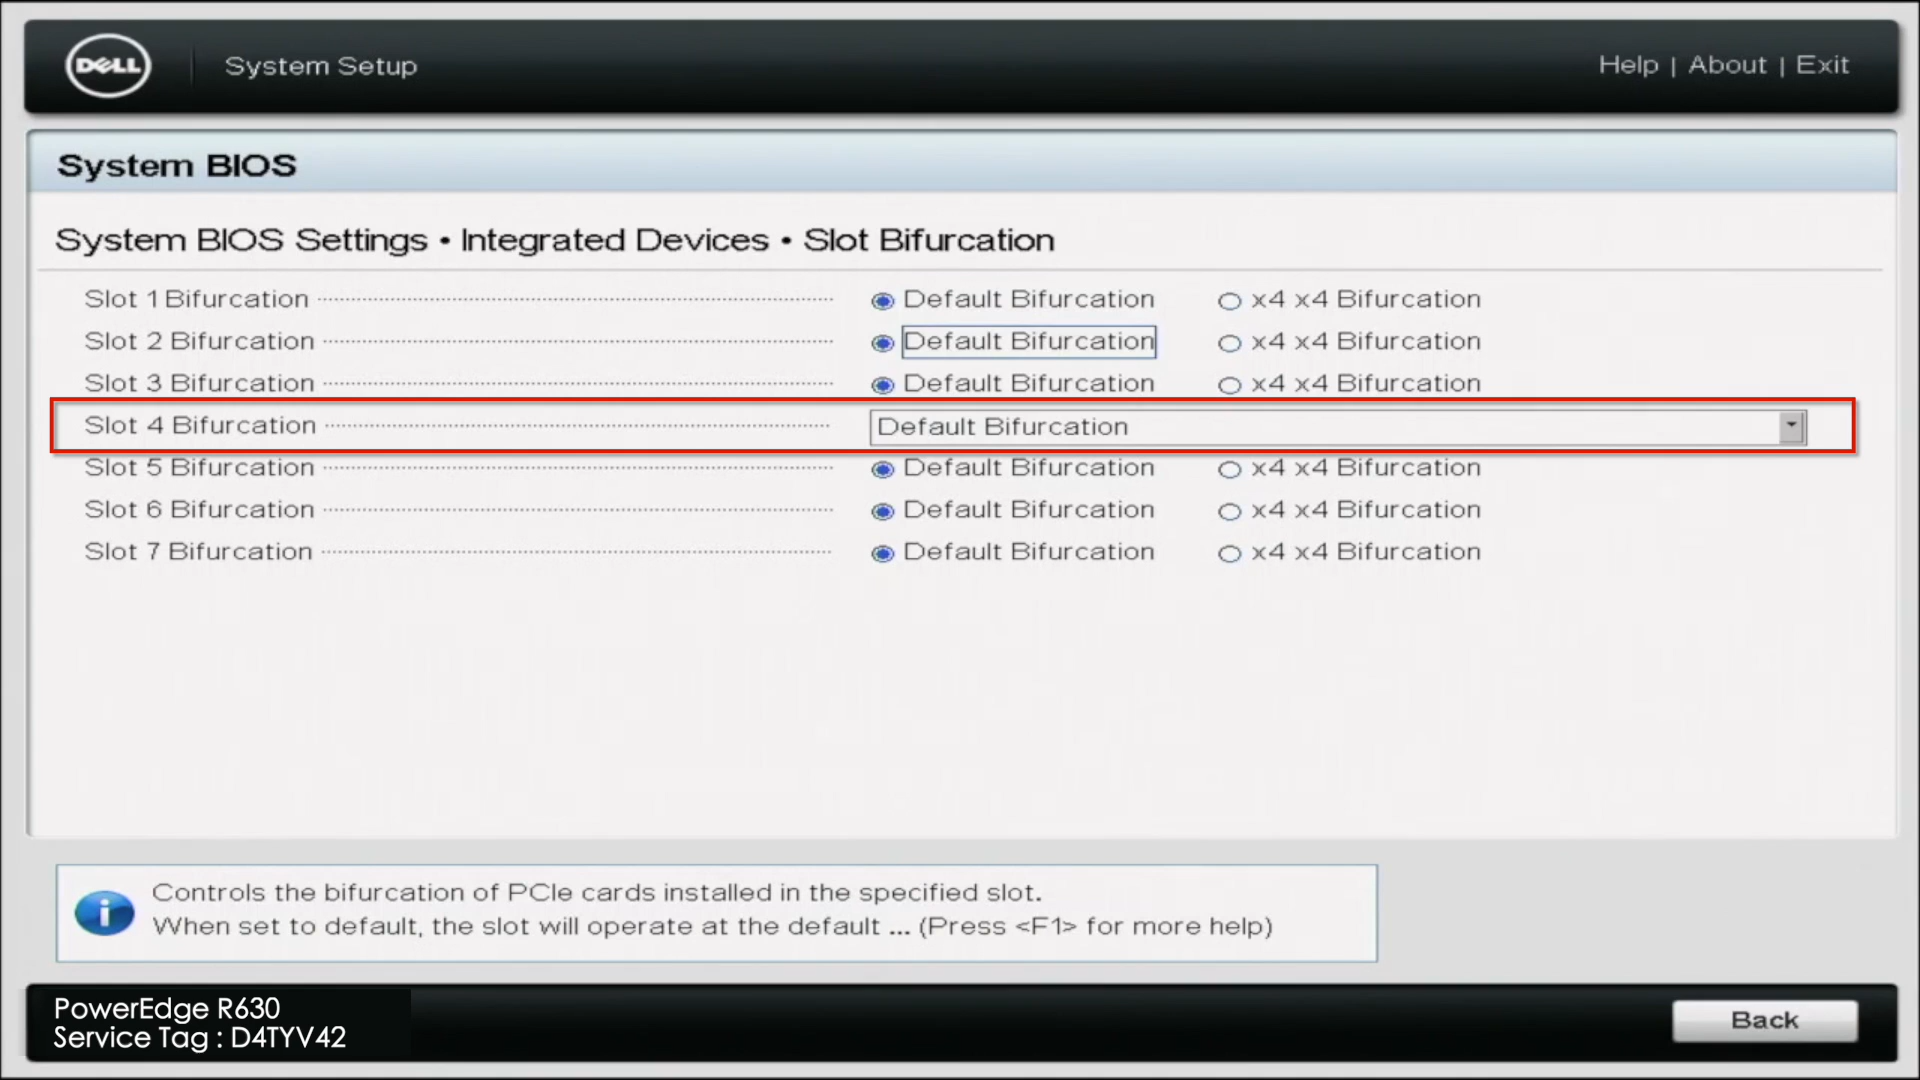 DELL System Setup Help | About | Exit
System BIOS
System BIOS Settings • Integrated Devices • Slot Bifurcation
Slot 1 Bifurcation Default Bifurcation x4 x4 Bifurcation
Slot 2 Bifurcation Default Bifurcation x4 x4 Bifurcation
Slot 3 Bifurcation Default Bifurcation x4 x4 Bifurcation
Slot 4 Bifurcation Default Bifurcation
Slot 5 Bifurcation Default Bifurcation x4 x4 Bifurcation
Slot 6 Bifurcation Default Bifurcation x4 x4 Bifurcation
Slot 7 Bifurcation Default Bifurcation x4 x4 Bifurcation
Controls the bifurcation of PCIe cards installed in the specified slot.
When set to default, the slot will operate at the default ... (Press <F1> for more help)
PowerEdge R630
Service Tag : D4TYV42
Back